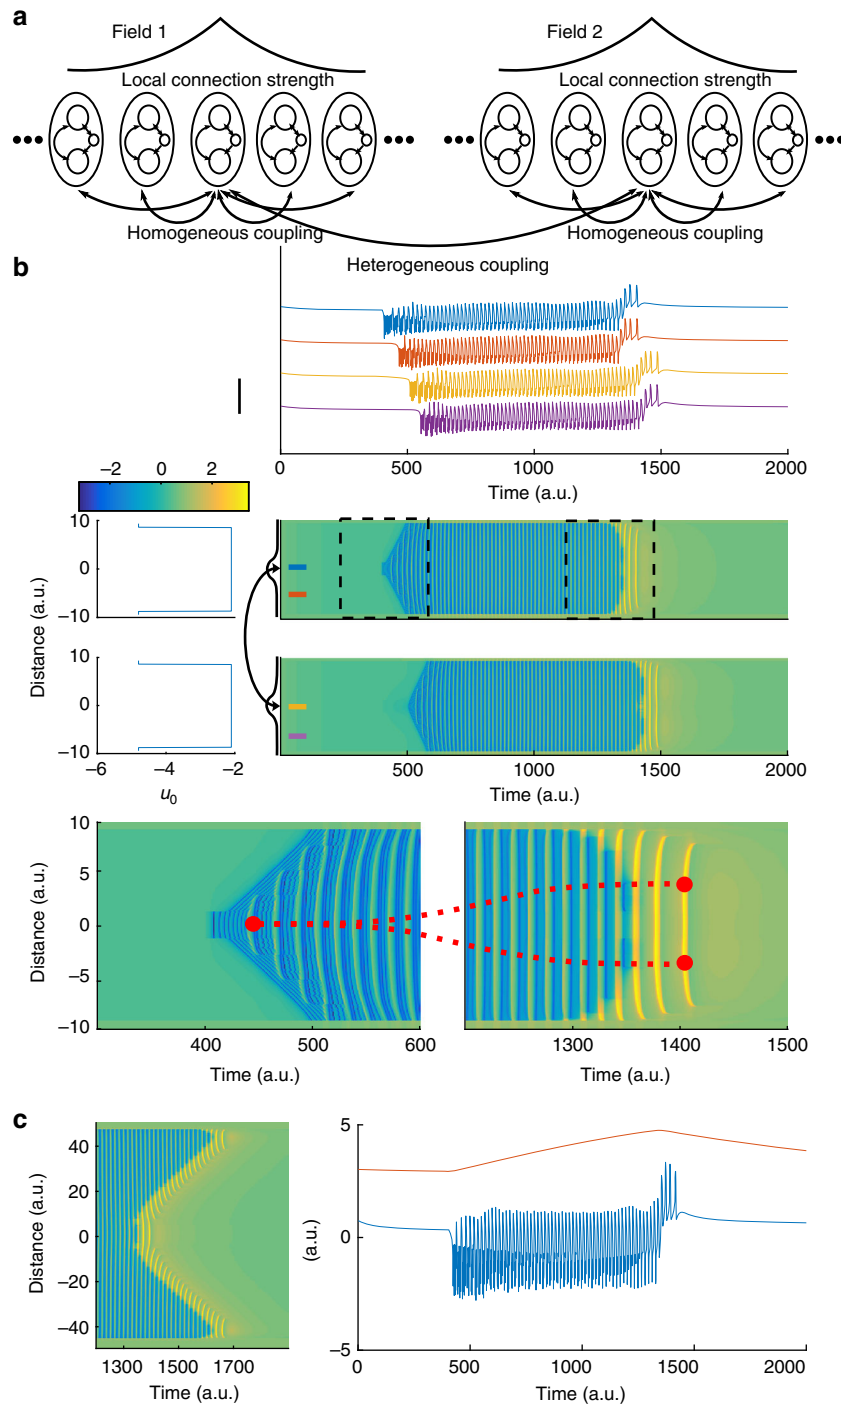 a
Field 1
Field 2
Local connection strength
Local connection strength
Homogeneous coupling
Homogeneous coupling
Heterogeneous coupling
b
0
500
1000
1500
2000
Time (a.u.)
−2
0
2
10
0
−10
10
0
−10
Distance (a.u.)
−6
−4
−2
u0
500
1000
1500
2000
Time (a.u.)
10
5
0
−5
−10
Distance (a.u.)
400
500
600
Time (a.u.)
1300
1400
1500
Time (a.u.)
c
40
20
0
−20
−40
Distance (a.u.)
1300
1500
1700
Time (a.u.)
5
0
−5
(a.u.)
0
500
1000
1500
2000
Time (a.u.)